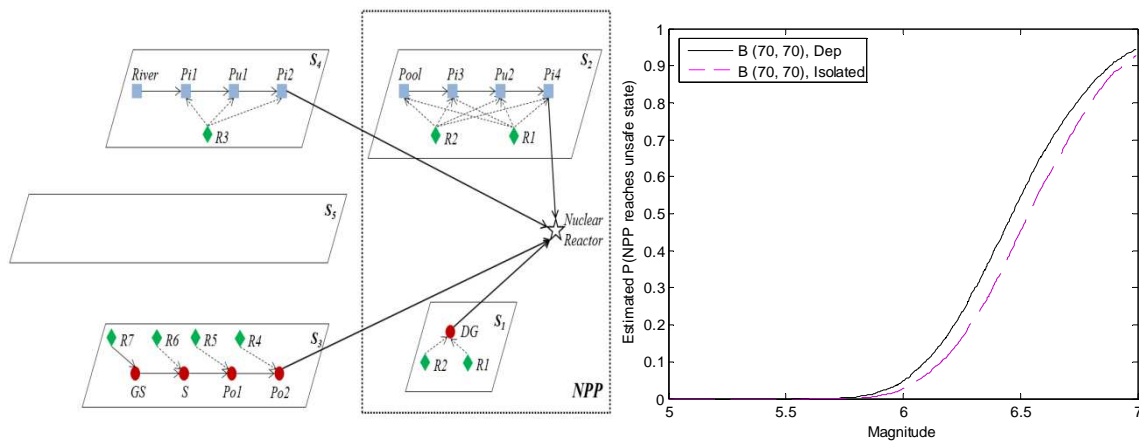 S4
River Pi1 Pu1 Pi2
R3
S2
Pool Pi3 Pu2 Pi4
R2 R1
S5
Nuclear
Reactor
S3
R7 R6 R5 R4
GS S Po1 Po2
S1
DG
R2 R1
NPP
Estimated P(NPP reaches unsafe state)
1
0.9
0.8
0.7
0.6
0.5
0.4
0.3
0.2
0.1
0
B (70, 70), Dep
B (70, 70), Isolated
5 5.5 6 6.5 7
Magnitude